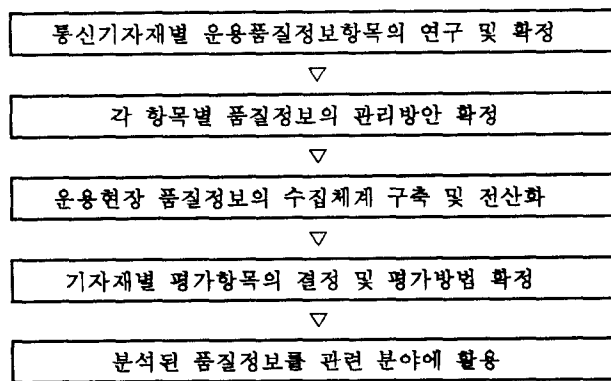 통신기자재별 운용품질정보항목의 연구 및 확정
▽
각 항목별 품질정보의 관리방안 확정
▽
운용현장 품질정보의 수집체계 구축 및 전산화
▽
기자재별 평가항목의 결정 및 평가방법 확정
▽
분석된 품질정보를 관련 분야에 활용